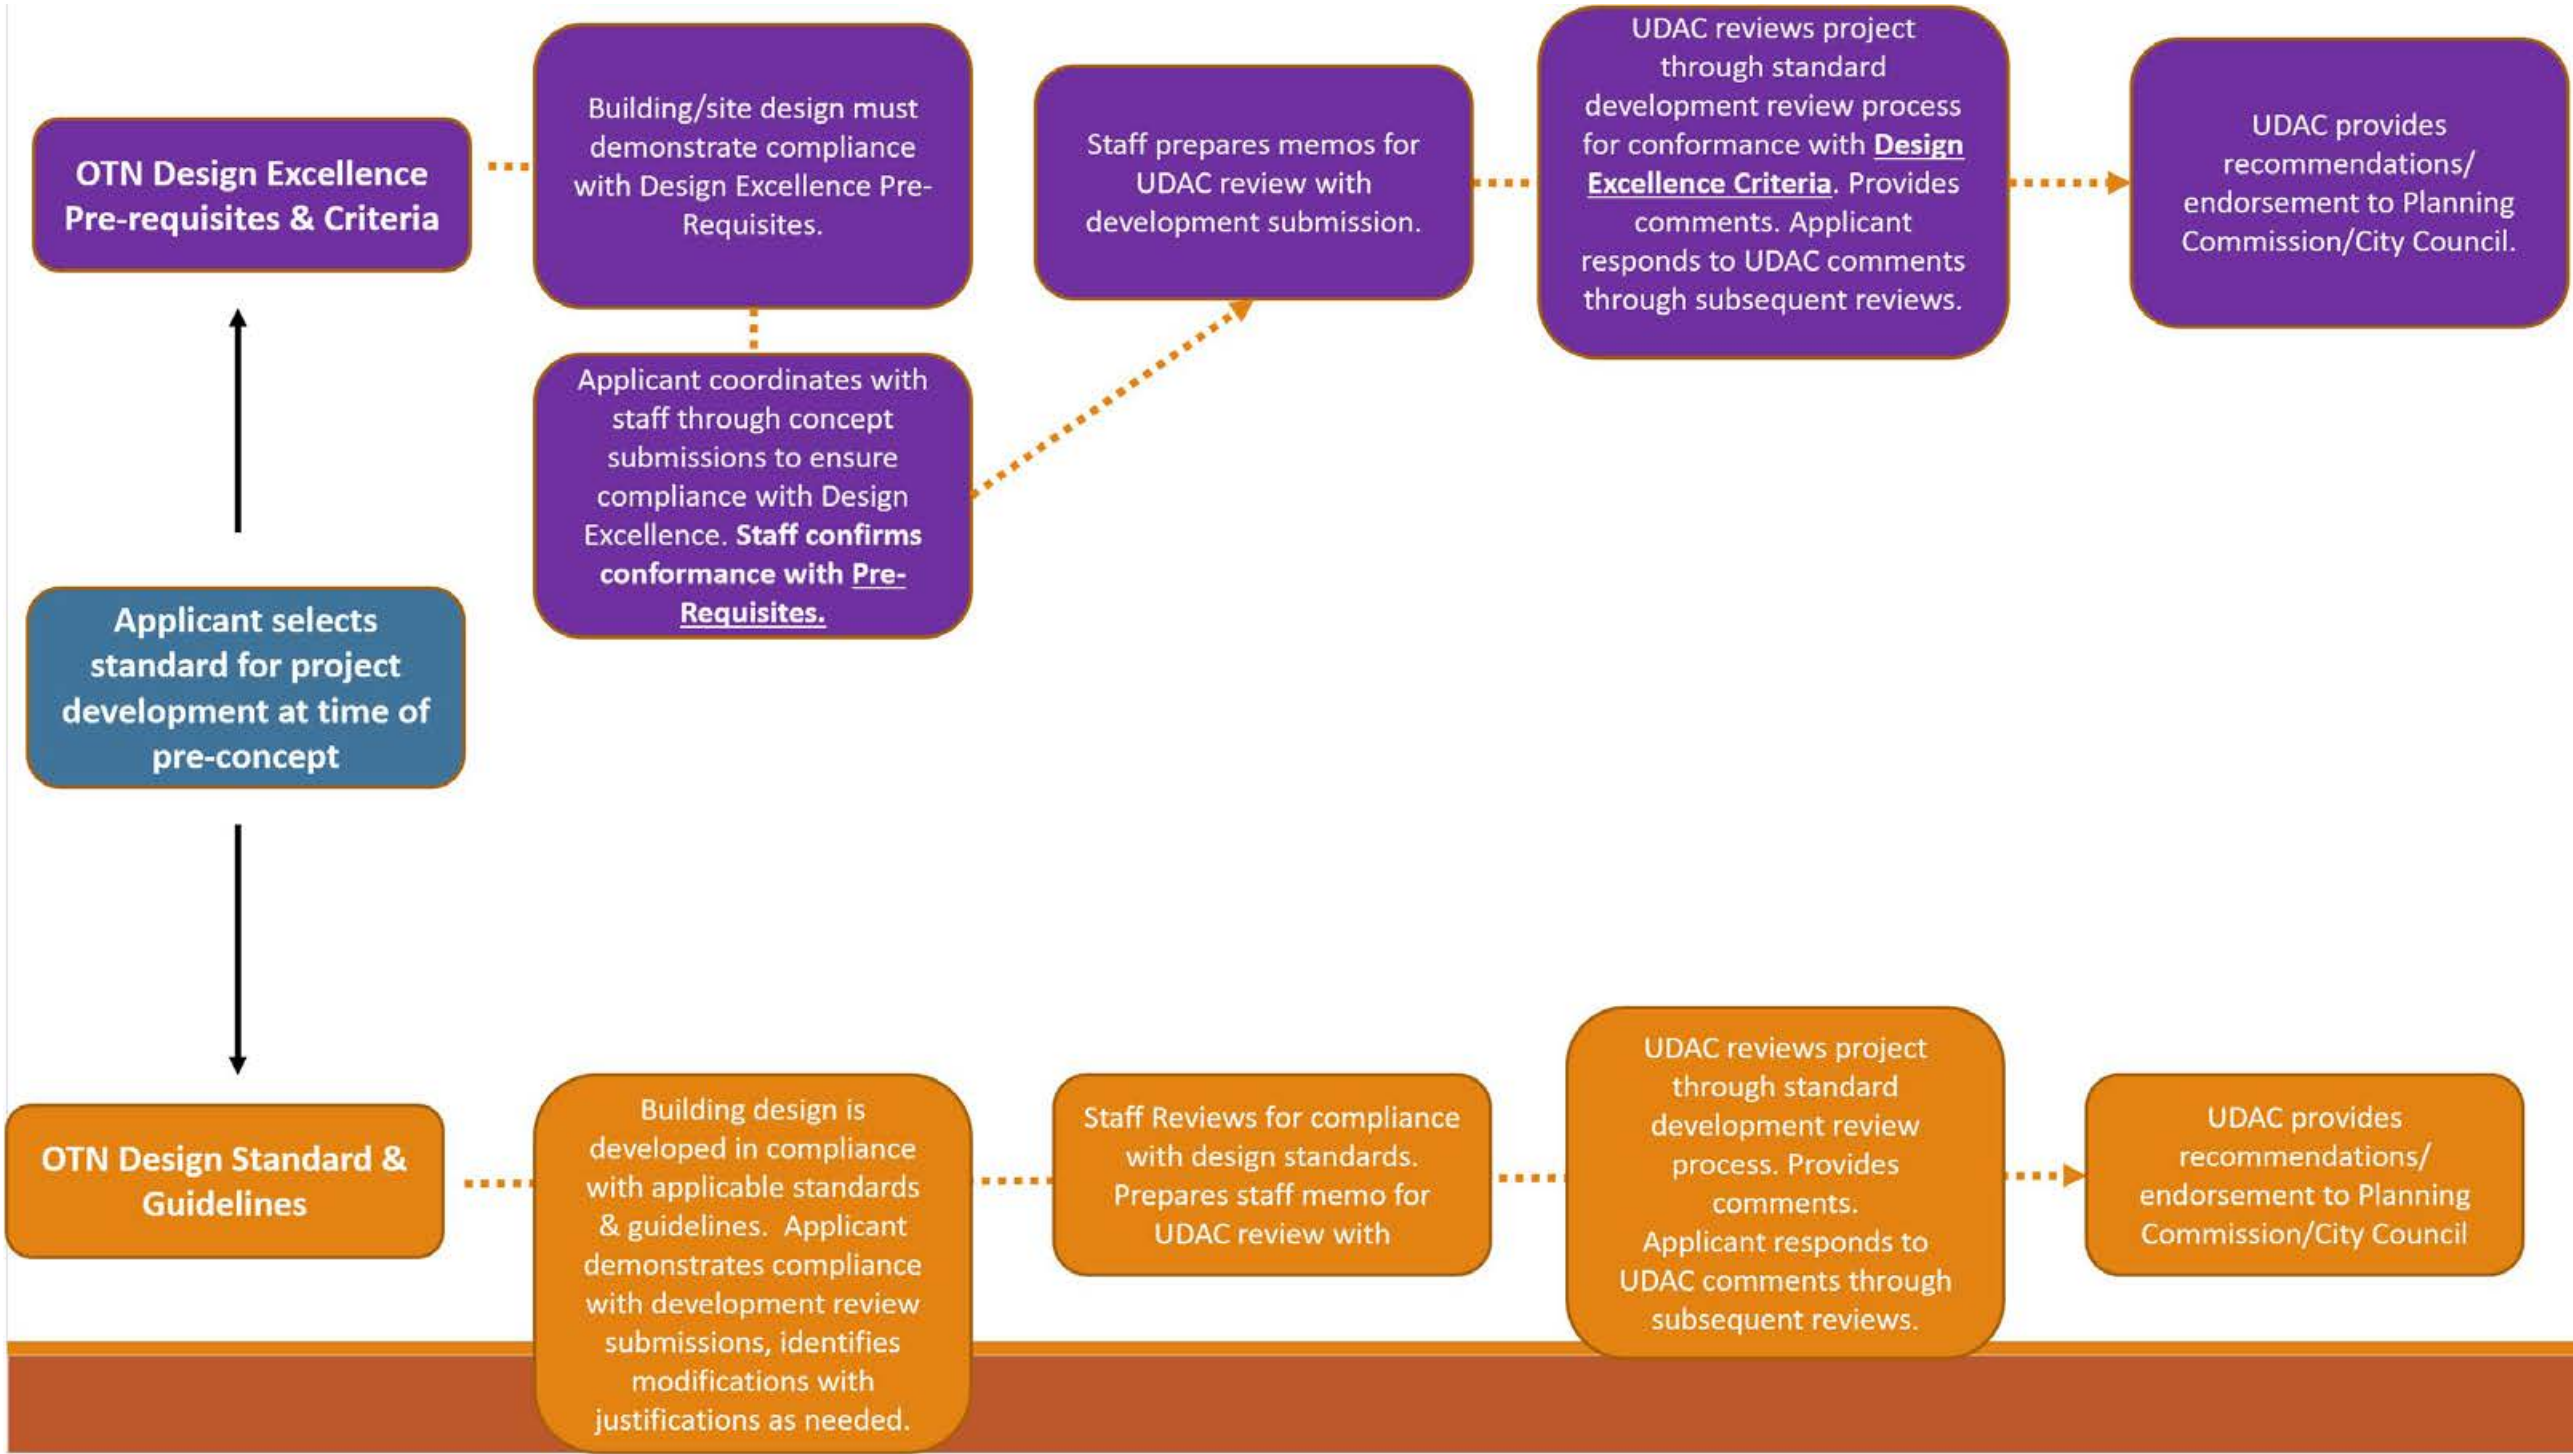 OTN Design Excellence
Pre-requisites & Criteria
Building/site design must
demonstrate compliance
with Design Excellence Pre-
Requisites.
Applicant coordinates with
staff through concept
submissions to ensure
compliance with Design
Excellence. Staff confirms
conformance with Pre-
Requisites.
Staff prepares memos for
UDAC review with
development submission.
UDAC reviews project
through standard
development review process
for conformance with Design
Excellence Criteria. Provides
comments. Applicant
responds to UDAC comments
through subsequent reviews.
UDAC provides
recommendations/
endorsement to Planning
Commission/City Council.
Applicant selects
standard for project
development at time of
pre-concept
OTN Design Standard &
Guidelines
Building design is
developed in compliance
with applicable standards
& guidelines.  Applicant
demonstrates compliance
with development review
submissions, identifies
modifications with
justifications as needed.
Staff Reviews for compliance
with design standards.
Prepares staff memo for
UDAC review with
UDAC reviews project
through standard
development review
process. Provides
comments.
Applicant responds to
UDAC comments through
subsequent reviews.
UDAC provides
recommendations/
endorsement to Planning
Commission/City Council